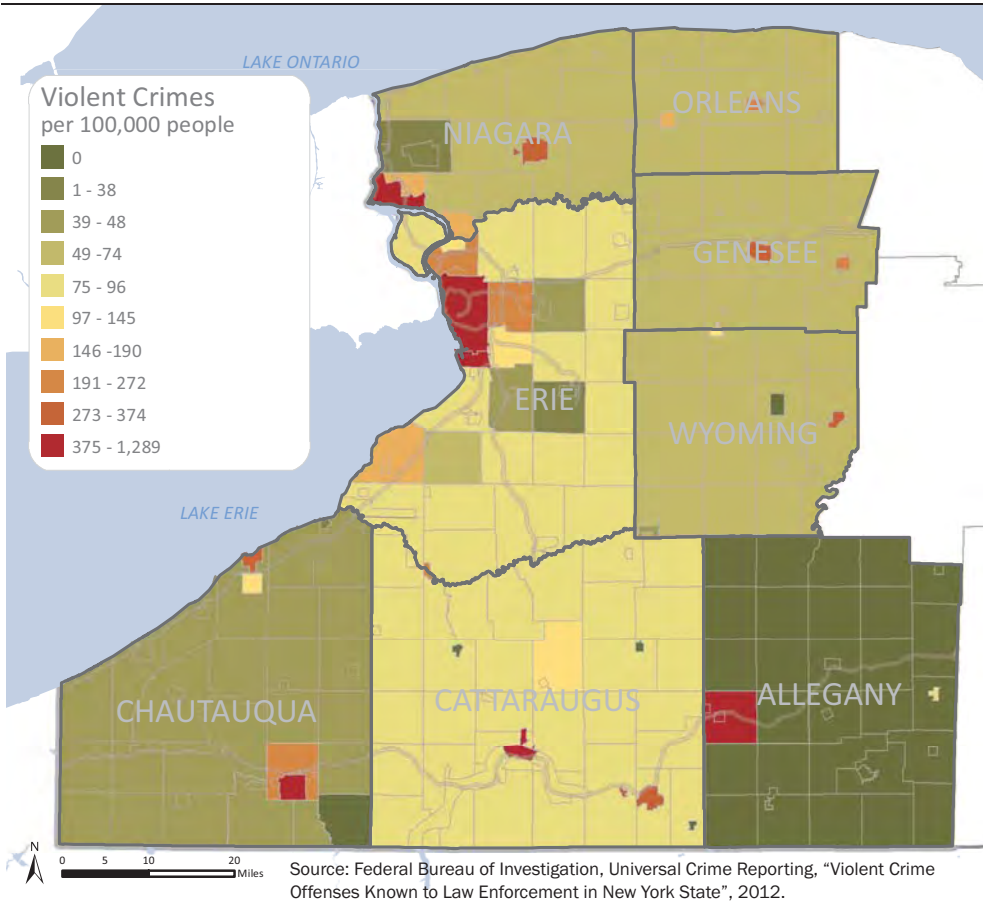 LAKE ONTARIO
Violent Crimes
per 100,000 people
0
1 - 38
39 - 48
49 -74
75 - 96
97 - 145
146 -190
191 - 272
273 - 374
375 - 1,289
NIAGARA
ORLEANS
GENESEE
ERIE
WYOMING
LAKE ERIE
CHAUTAUQUA
CATTARAUGUS
ALLEGANY
N
0 5 10 20
Miles
Source: Federal Bureau of Investigation, Universal Crime Reporting, “Violent Crime
Offenses Known to Law Enforcement in New York State”, 2012.